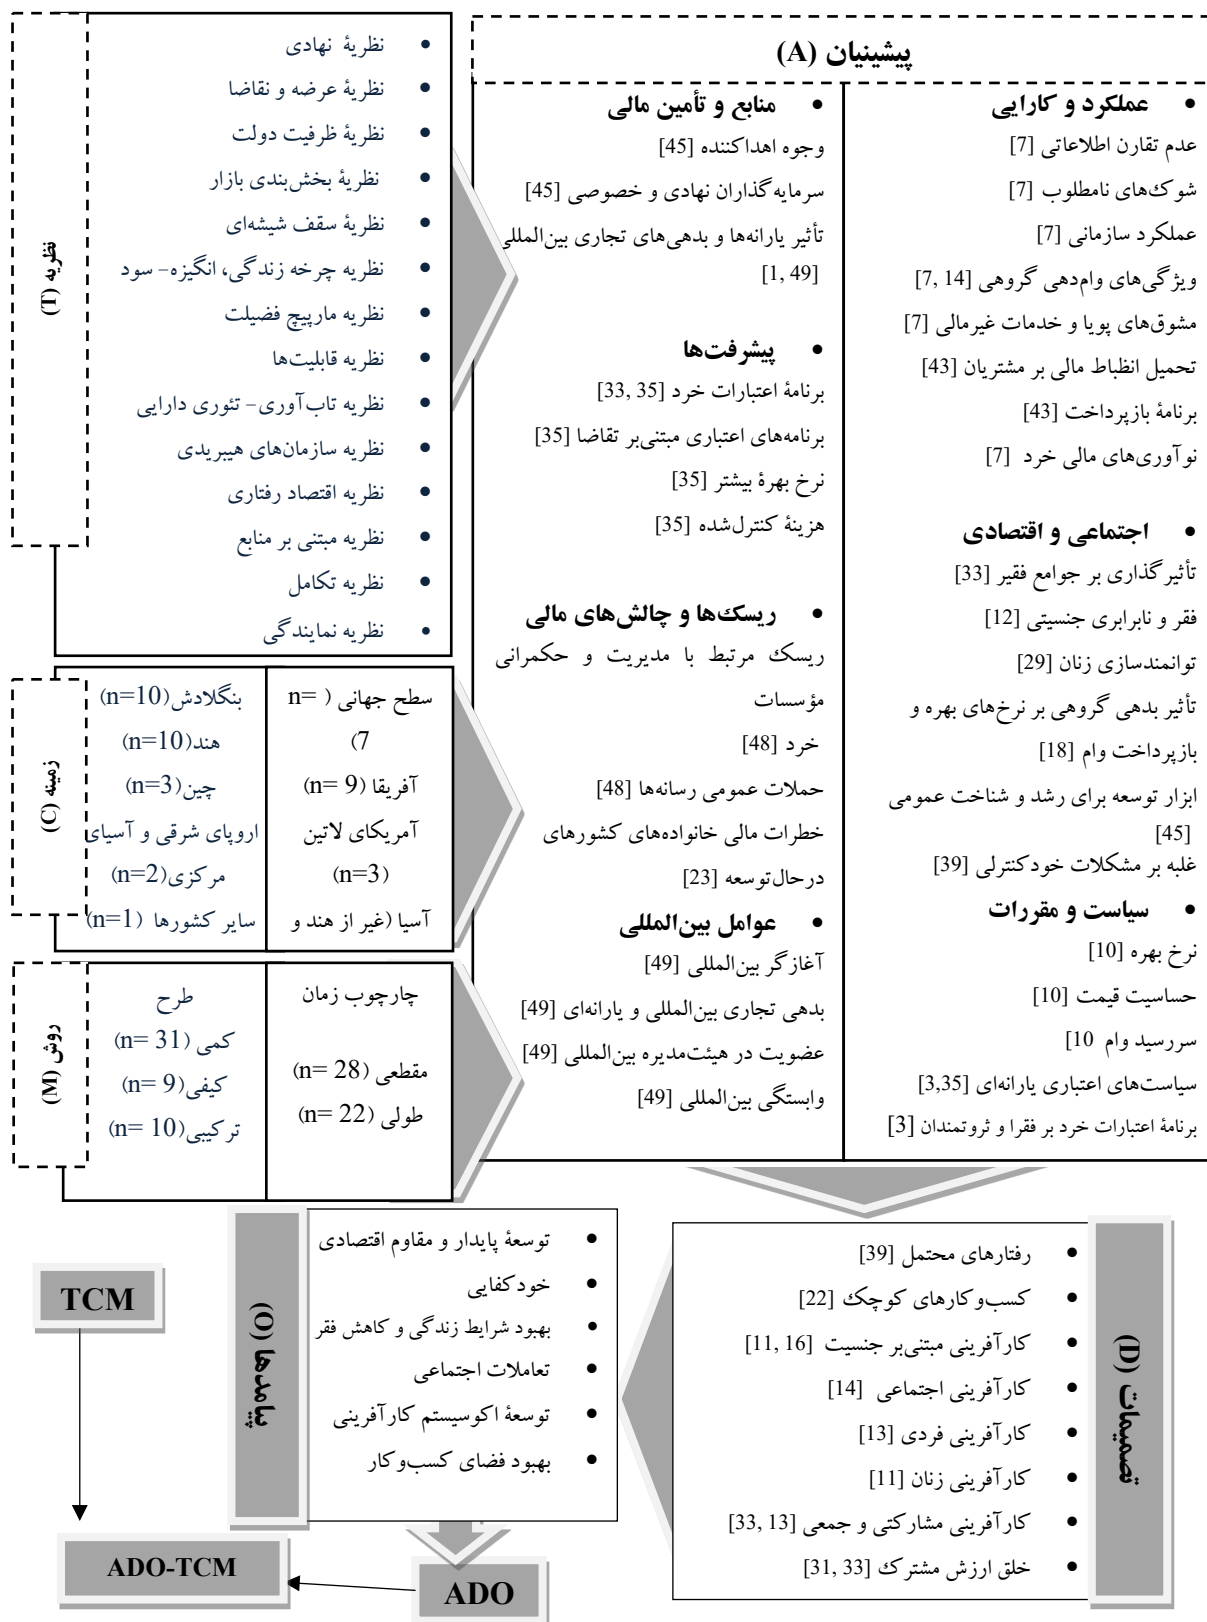 پیشینیان (A)
• عملکرد و کارایی
عدم تقارن اطلاعاتی [7]
شوک‌های نامطلوب [7]
عملکرد سازمانی [7]
ویژگی‌های وام‌دهی گروهی [7, 14]
مشوق‌های پویا و خدمات غیرمالی [7]
تحمیل انظباط مالی بر مشتریان [43]
برنامۀ بازپرداخت [43]
نوآوری‌های مالی خرد [7]
• اجتماعی و اقتصادی
تأثیرگذاری بر جوامع فقیر [33]
فقر و نابرابری جنسیتی [12]
توانمندسازی زنان [29]
تأثیر بدهی گروهی بر نرخ‌های بهره و
بازپرداخت وام [18]
ابزار توسعه برای رشد و شناخت عمومی
[45]
غلبه بر مشکلات خودکنترلی [39]
• سیاست و مقررات
نرخ بهره [10]
حساسیت قیمت [10]
سررسید وام 10]
سیاست‌های اعتباری یارانه‌ای [3,35]
برنامۀ اعتبارات خرد بر فقرا و ثروتمندان [3]
• منابع و تأمین مالی
وجوه اهداکننده [45]
سرمایه‌گذاران نهادی و خصوصی [45]
تأثیر یارانه‌ها و بدهی‌های تجاری بین‌المللی
[1, 49]
• پیشرفت‌ها
برنامۀ اعتبارات خرد [33, 35]
برنامه‌های اعتباری مبتنی‌بر تقاضا [35]
نرخ بهرۀ بیشتر [35]
هزینۀ کنترل‌شده [35]
• ریسک‌ها و چالش‌های مالی
ریسک مرتبط با مدیریت و حکمرانی
مؤسسات
خرد [48]
حملات عمومی رسانه‌ها [48]
خطرات مالی خانواده‌های کشورهای
درحال‌توسعه [23]
• عوامل بین‌المللی
آغازگر بین‌المللی [49]
بدهی تجاری بین‌المللی و یارانه‌ای [49]
عضویت در هیئت‌مدیره بین‌المللی [49]
وابستگی بین‌المللی [49]
نظریه (T)
• نظریۀ نهادی
• نظریۀ عرضه و نقاضا
• نظریۀ ظرفیت دولت
• نظریۀ بخش‌بندی بازار
• نظریۀ سقف شیشه‌ای
• نظریه چرخه زندگی، انگیزه- سود
• نظریه مارپیچ فضیلت
• نظریه قابلیت‌ها
• نظریه تاب‌آوری- تئوری دارایی
• نظریه سازمان‌های هیبریدی
• نظریه اقتصاد رفتاری
• نظریه مبتنی بر منابع
• نظریه تکامل
• نظریه نمایندگی
زمینه (C)
سطح جهانی (n=
7)
آفریقا (n= 9)
آمریکای لاتین
(n=3)
آسیا (غیر از هند و
بنگلادش(n=10)
هند(n=10)
چین(n=3)
اروپای شرقی و آسیای
مرکزی(n=2)
سایر کشورها (n=1)
روش (M)
چارچوب زمان
مقطعی (n= 28)
طولی (n= 22)
طرح
کمی (n= 31)
کیفی(n= 9)
ترکیبی(n= 10)
تصمیمات (D)
• رفتارهای محتمل [39]
• کسب‌وکارهای کوچک [22]
• کارآفرینی مبتنی‌بر جنسیت [11, 16]
• کارآفرینی اجتماعی [14]
• کارآفرینی فردی [13]
• کارآفرینی زنان [11]
• کارآفرینی مشارکتی و جمعی [33, 13]
• خلق ارزش مشترک [31, 33]
پیامدها (O)
• توسعۀ پایدار و مقاوم اقتصادی
• خودکفایی
• بهبود شرایط زندگی و کاهش فقر
• تعاملات اجتماعی
• توسعۀ اکوسیستم کارآفرینی
• بهبود فضای کسب‌وکار
TCM
ADO-TCM
ADO